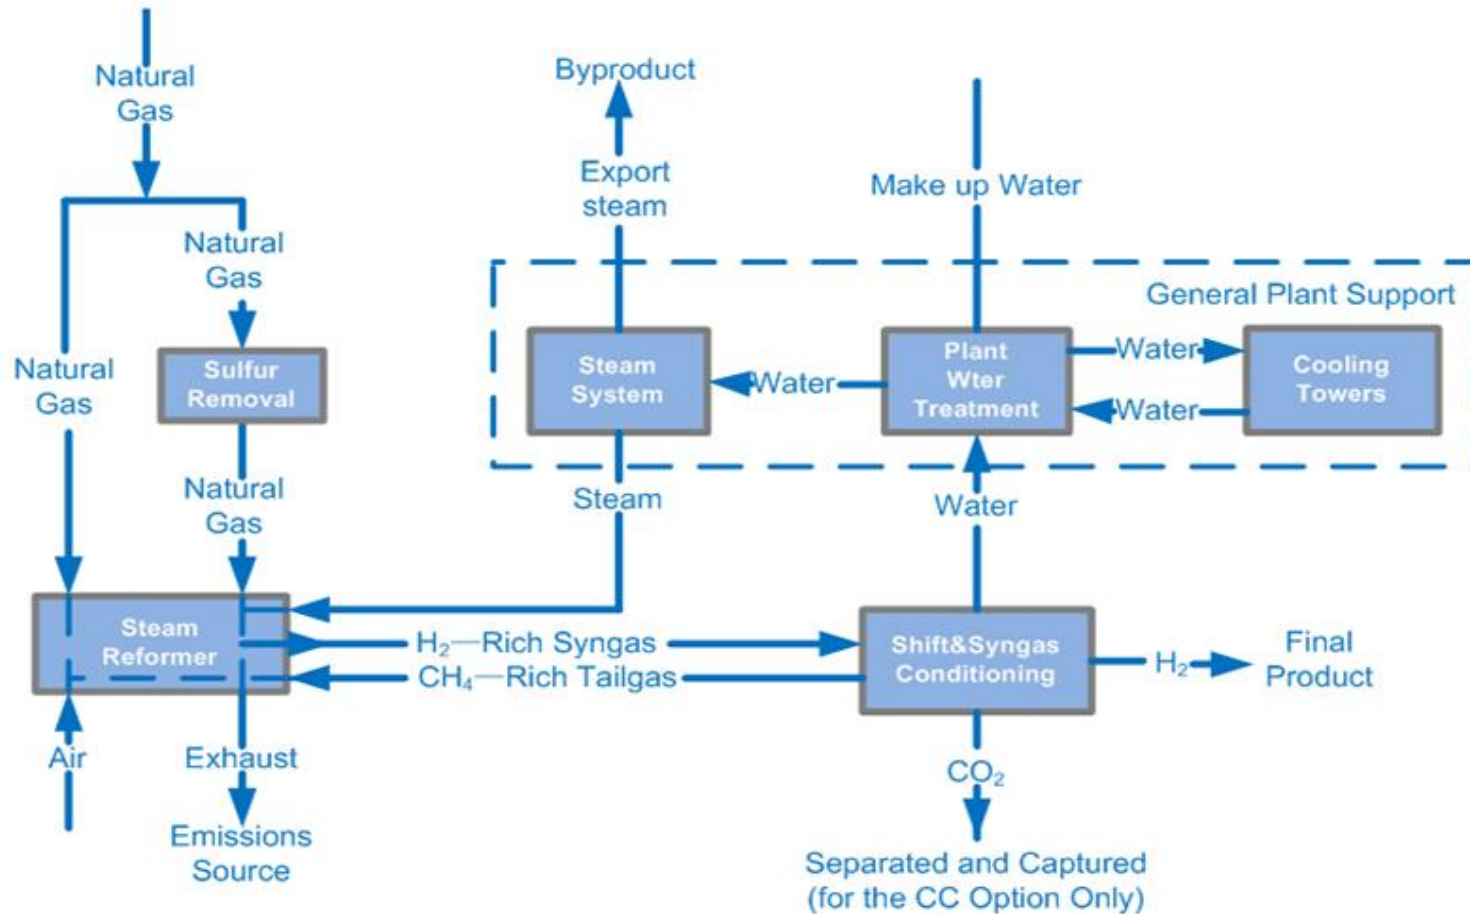 Natural
Gas
Byproduct
Export
steam
Make up Water
Natural
Gas
General Plant Support
Natural
Gas
Sulfur
Removal
Steam
System
Water
Plant
Wter
Treatment
Water
Water
Cooling
Towers
Natural
Gas
Steam
Water
Steam
Reformer
H₂—Rich Syngas
CH₄—Rich Tailgas
Shift&Syngas
Conditioning
H₂
Final
Product
Air
Exhaust
CO₂
Emissions
Source
Separated and Captured
(for the CC Option Only)